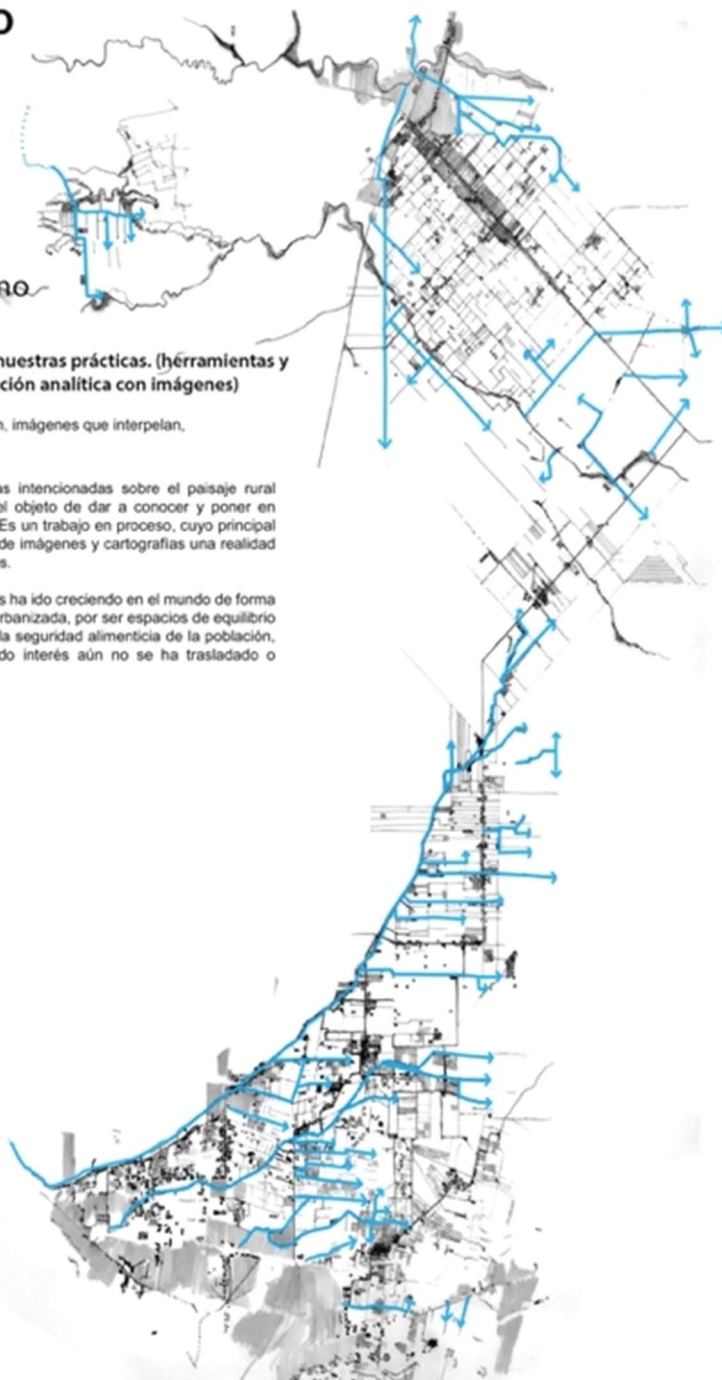 o
no
nuestras prácticas. (herramientas y
ción analítica con imágenes)
n, imágenes que interpelan,
as intencionadas sobre el paisaje rural
el objeto de dar a conocer y poner en
Es un trabajo en proceso, cuyo principal
de imágenes y cartografías una realidad
s.
s ha ido creciendo en el mundo de forma
rbanizada, por ser espacios de equilibrio
la seguridad alimenticia de la población,
do interés aún no se ha trasladado o